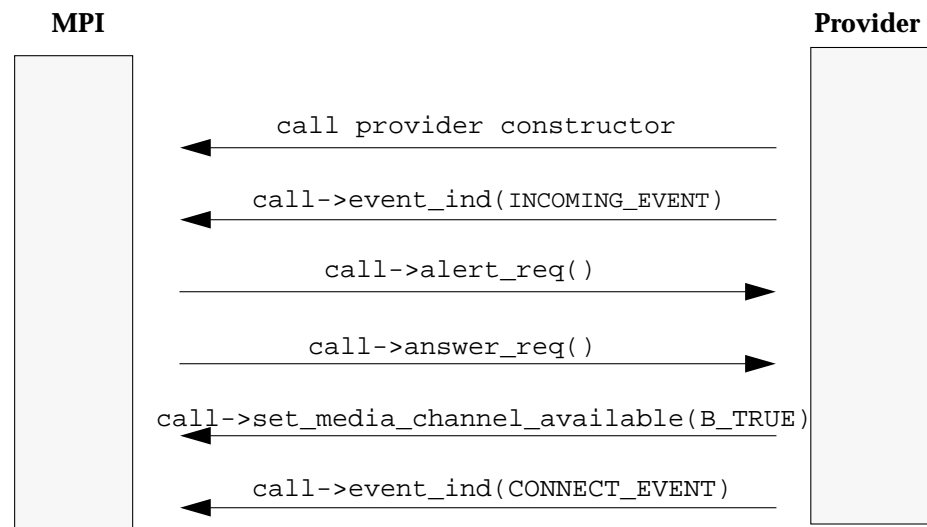 MPI Provider
call provider constructor
call->event_ind(INCOMING_EVENT)
call->alert_req()
call->answer_req()
call->set_media_channel_available(B_TRUE)
call->event_ind(CONNECT_EVENT)